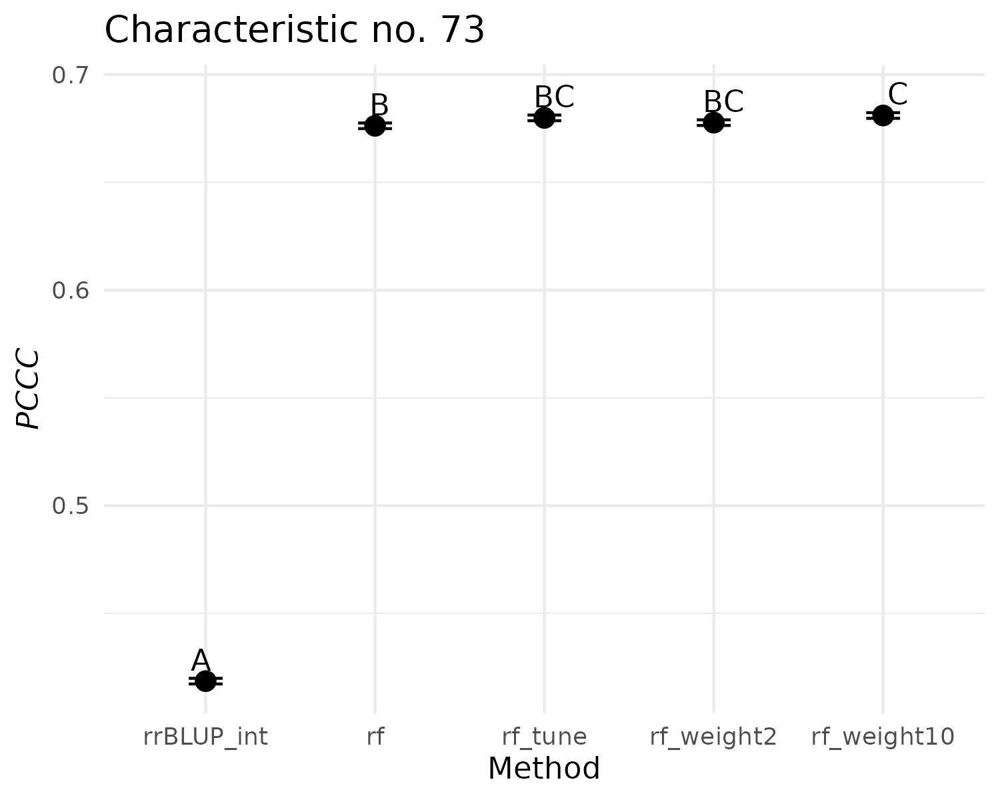 Characteristic no. 73
0.7
0.6
0.5
PCCC
A
B
BC
BC
C
rrBLUP_int
rf
rf_tune
rf_weight2
rf_weight10
Method